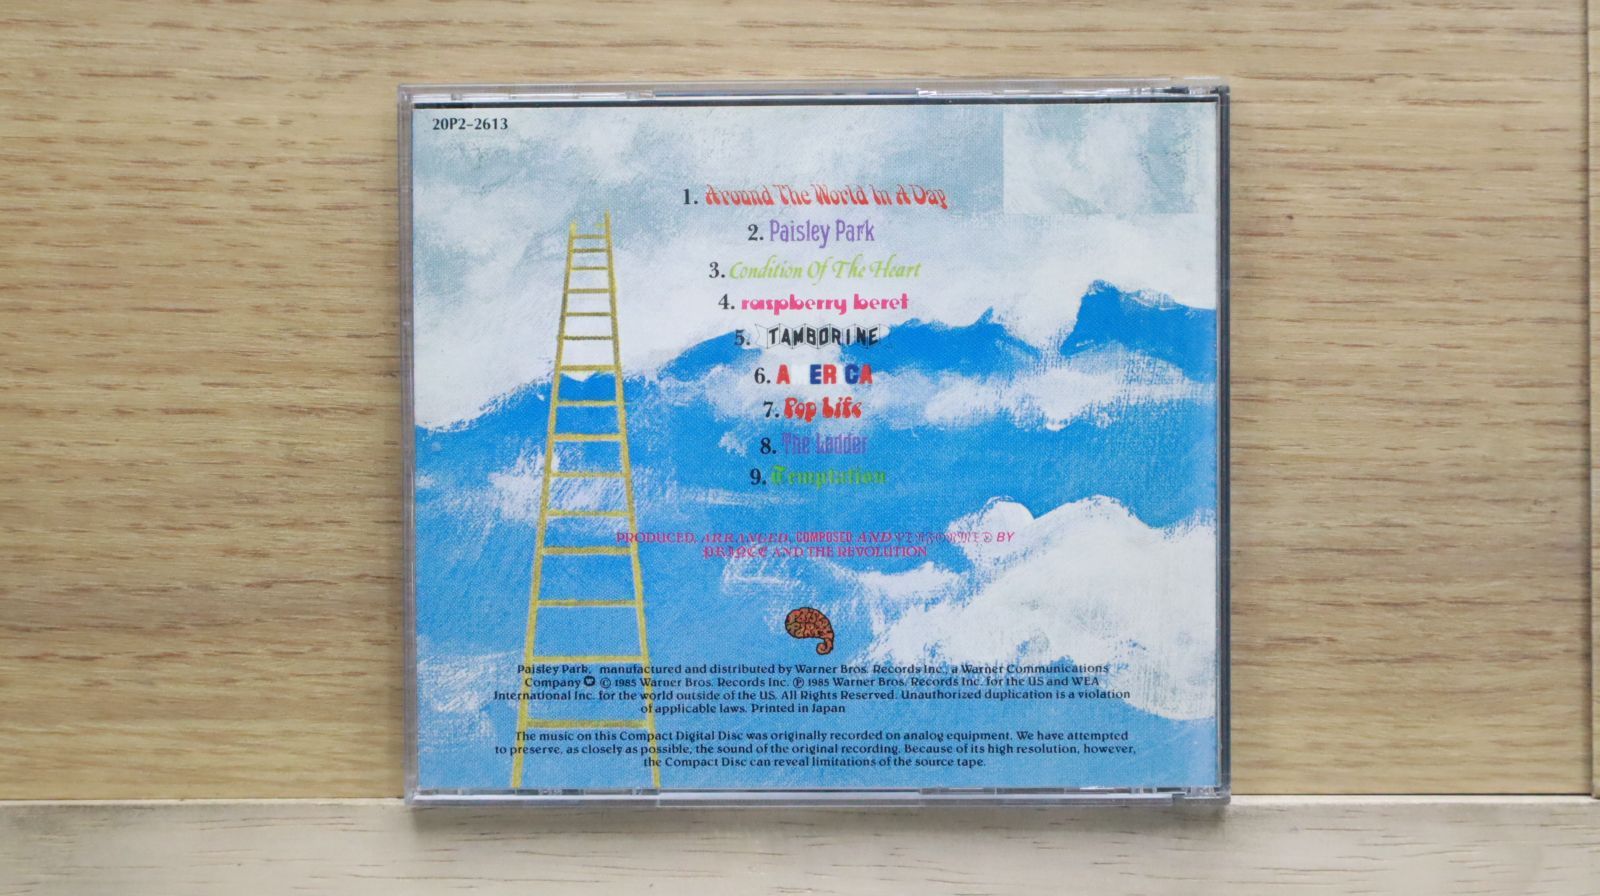 20P2-2613
1. Around The World In A Day
2. Paisley Park
3. Condition Of The Heart
4. raspberry beret
5. TAMBORINE
6. AMERICA
7. Pop Life
8. The Ladder
9. Temptation
PRODUCED, ARRANGED, COMPOSED AND PERFORMED BY
PRINCE AND THE REVOLUTION
Paisley Park, manufactured and distributed by Warner Bros. Records Inc., a Warner Communications
Company © 1985 Warner Bros. Records Inc. ℗ 1985 Warner Bros. Records Inc. for the US and WEA
International Inc. for the world outside of the US. All Rights Reserved. Unauthorized duplication is a violation
of applicable laws. Printed in Japan
The music on this Compact Digital Disc was originally recorded on analog equipment. We have attempted
to preserve, as closely as possible, the sound of the original recording. Because of its high resolution, however,
the Compact Disc can reveal limitations of the source tape.